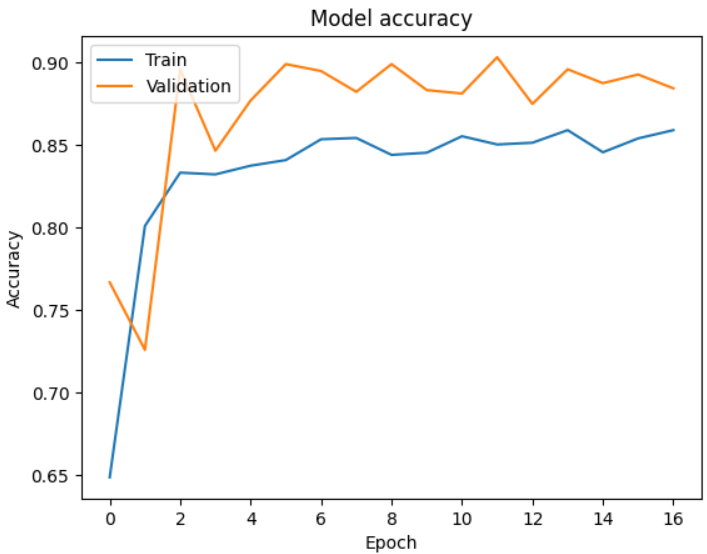 Model accuracy
Train
Validation
0.90
0.85
0.80
0.75
0.70
0.65
Accuracy
0 2 4 6 8 10 12 14 16
Epoch